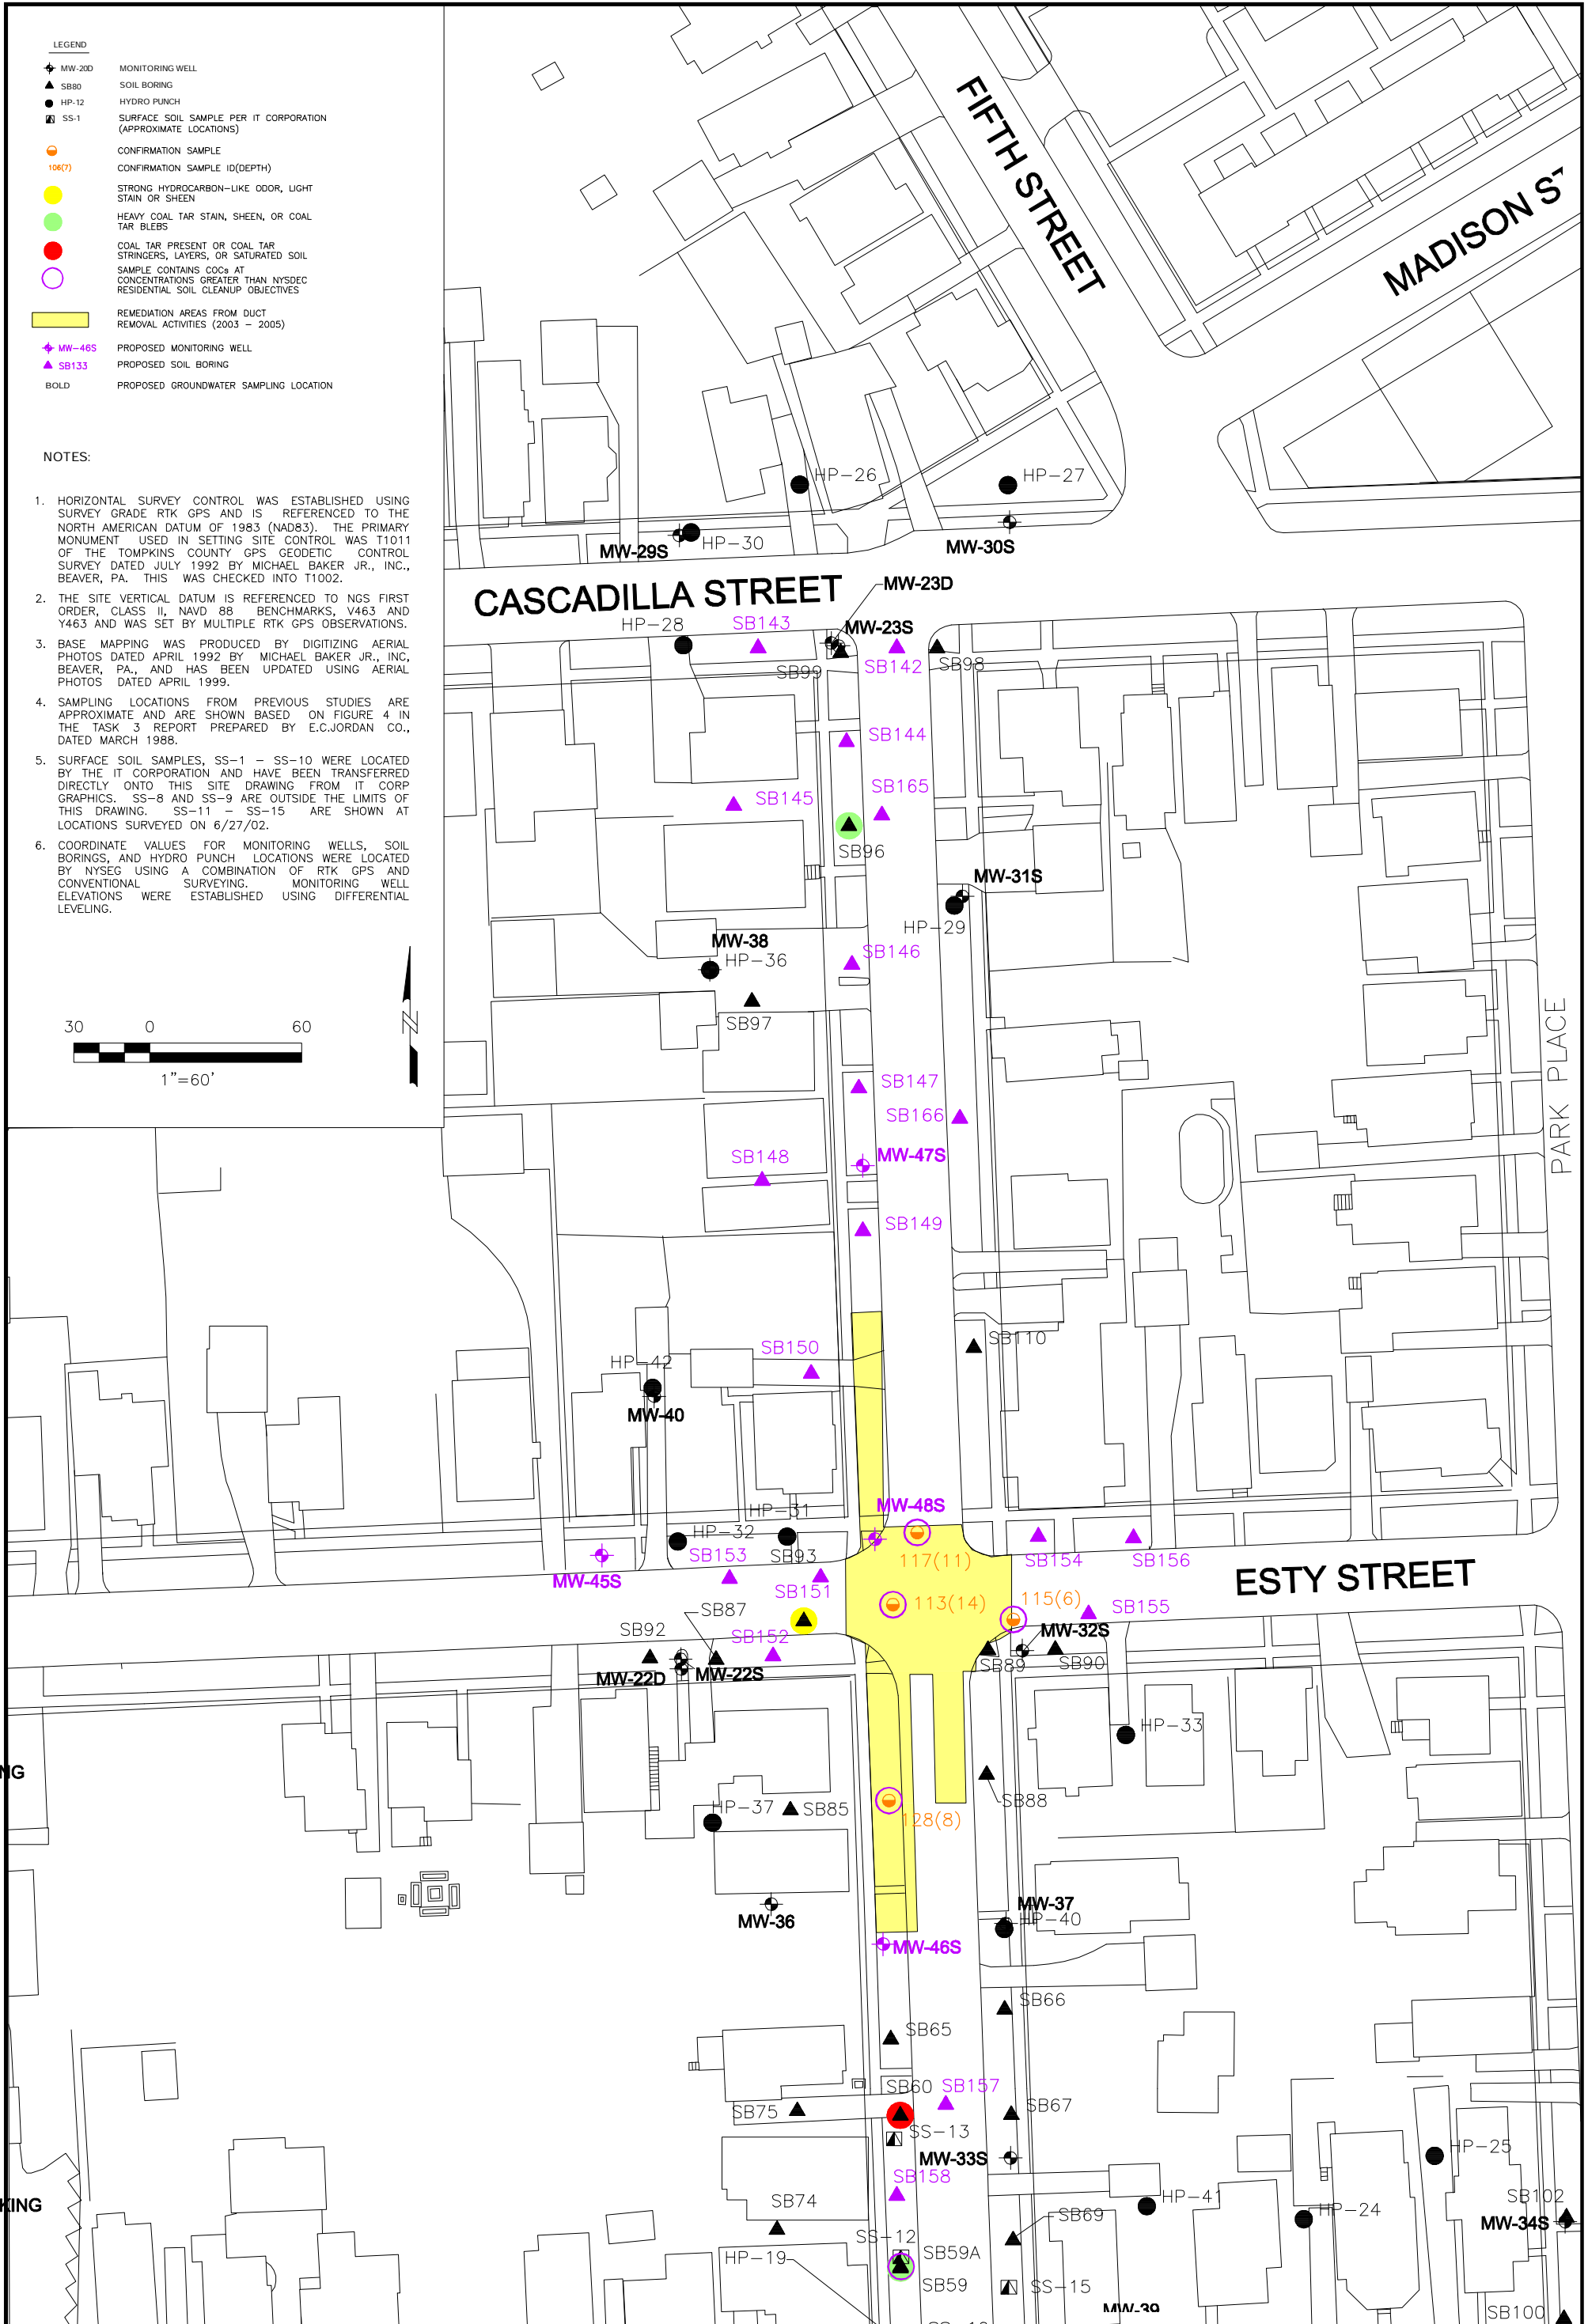 LEGEND
MW-20D MONITORING WELL
SB80 SOIL BORING
HP-12 HYDRO PUNCH
SS-1 SURFACE SOIL SAMPLE PER IT CORPORATION
(APPROXIMATE LOCATIONS)
CONFIRMATION SAMPLE
106(7) CONFIRMATION SAMPLE ID(DEPTH)
STRONG HYDROCARBON-LIKE ODOR, LIGHT
STAIN OR SHEEN
HEAVY COAL TAR STAIN, SHEEN, OR COAL
TAR BLEBS
COAL TAR PRESENT OR COAL TAR
STRINGERS, LAYERS, OR SATURATED SOIL
SAMPLE CONTAINS COCs AT
CONCENTRATIONS GREATER THAN NYSDEC
RESIDENTIAL SOIL CLEANUP OBJECTIVES
REMEDIATION AREAS FROM DUCT
REMOVAL ACTIVITIES (2003 - 2005)
MW-46S PROPOSED MONITORING WELL
SB133 PROPOSED SOIL BORING
BOLD PROPOSED GROUNDWATER SAMPLING LOCATION
NOTES:
1. HORIZONTAL SURVEY CONTROL WAS ESTABLISHED USING
SURVEY GRADE RTK GPS AND IS REFERENCED TO THE
NORTH AMERICAN DATUM OF 1983 (NAD83). THE PRIMARY
MONUMENT USED IN SETTING SITE CONTROL WAS T1011
OF THE TOMPKINS COUNTY GPS GEODETIC CONTROL
SURVEY DATED JULY 1992 BY MICHAEL BAKER JR., INC.,
BEAVER, PA. THIS WAS CHECKED INTO T1002.
2. THE SITE VERTICAL DATUM IS REFERENCED TO NGS FIRST
ORDER, CLASS II, NAVD 88 BENCHMARKS, V463 AND
Y463 AND WAS SET BY MULTIPLE RTK GPS OBSERVATIONS.
3. BASE MAPPING WAS PRODUCED BY DIGITIZING AERIAL
PHOTOS DATED APRIL 1992 BY MICHAEL BAKER JR., INC,
BEAVER, PA., AND HAS BEEN UPDATED USING AERIAL
PHOTOS DATED APRIL 1999.
4. SAMPLING LOCATIONS FROM PREVIOUS STUDIES ARE
APPROXIMATE AND ARE SHOWN BASED ON FIGURE 4 IN
THE TASK 3 REPORT PREPARED BY E.C.JORDAN CO.,
DATED MARCH 1988.
5. SURFACE SOIL SAMPLES, SS-1 - SS-10 WERE LOCATED
BY THE IT CORPORATION AND HAVE BEEN TRANSFERRED
DIRECTLY ONTO THIS SITE DRAWING FROM IT CORP
GRAPHICS. SS-8 AND SS-9 ARE OUTSIDE THE LIMITS OF
THIS DRAWING. SS-11 - SS-15 ARE SHOWN AT
LOCATIONS SURVEYED ON 6/27/02.
6. COORDINATE VALUES FOR MONITORING WELLS, SOIL
BORINGS, AND HYDRO PUNCH LOCATIONS WERE LOCATED
BY NYSEG USING A COMBINATION OF RTK GPS AND
CONVENTIONAL SURVEYING. MONITORING WELL
ELEVATIONS WERE ESTABLISHED USING DIFFERENTIAL
LEVELING.
30 0 60
1"=60'
N
FIFTH STREET
MADISON ST
HP-26
HP-27
MW-29S
HP-30
MW-30S
CASCADILLA STREET
MW-23D
HP-28
SB143
MW-23S
SB99
SB142
SB98
SB144
SB145
SB165
SB96
MW-31S
HP-29
MW-38
HP-36
SB146
SB97
PARK PLACE
SB147
SB166
SB148
MW-47S
SB149
SB110
SB150
HP-42
MW-40
MW-48S
HP-31
HP-32
SB153
SB93
117(11)
SB154
SB156
MW-45S
SB151
113(14)
115(6)
SB155
ESTY STREET
SB87
SB92
SB152
MW-32S
SB89
SB90
MW-22D
MW-22S
HP-33
NG
HP-37
SB85
128(8)
SB88
MW-36
MW-37
HP-40
MW-46S
SB66
SB65
SB60
SB157
SB75
SB67
SS-13
MW-33S
HP-25
SB158
KING
SB74
HP-41
HP-24
SB102
MW-34S
SS-12
SB69
HP-19
SB59A
SB59
SS-15
MW-39
SB100